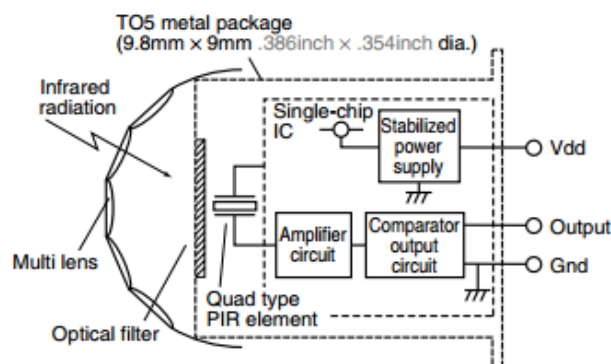 TO5 metal package
(9.8mm × 9mm .386inch × .354inch dia.)
Infrared
radiation
Single-chip
IC
Stabilized
power
supply
Vdd
Amplifier
circuit
Comparator
output
circuit
Output
Gnd
Multi lens
Quad type
PIR element
Optical filter